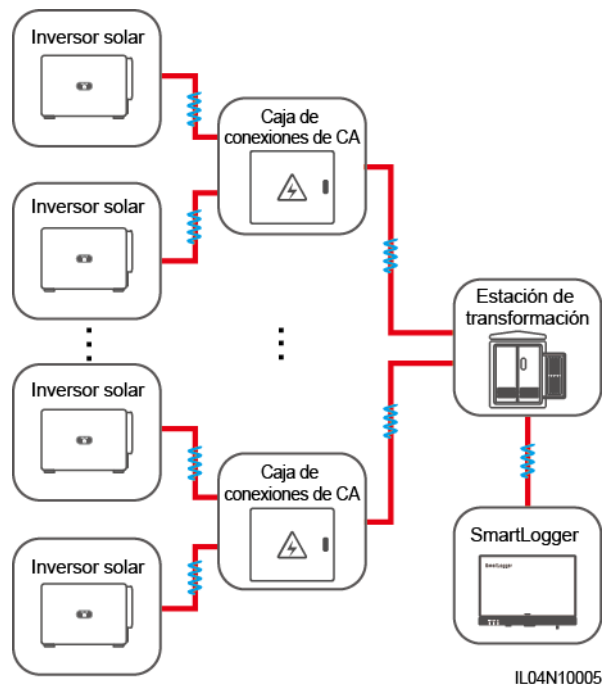 Inversor solar
Caja de
conexiones de CA
Inversor solar
Estación de
transformación
Inversor solar
Caja de
conexiones de CA
SmartLogger
SmartLogger
Inversor solar
IL04N10005